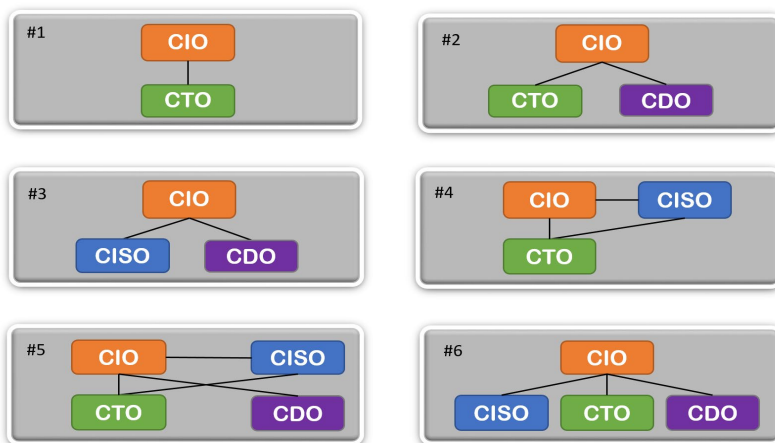 #1
CIO
CTO
#2
CIO
CTO CDO
#3
CIO
CISO CDO
#4
CIO CISO
CTO
#5
CIO CISO
CTO CDO
#6
CIO
CISO CTO CDO